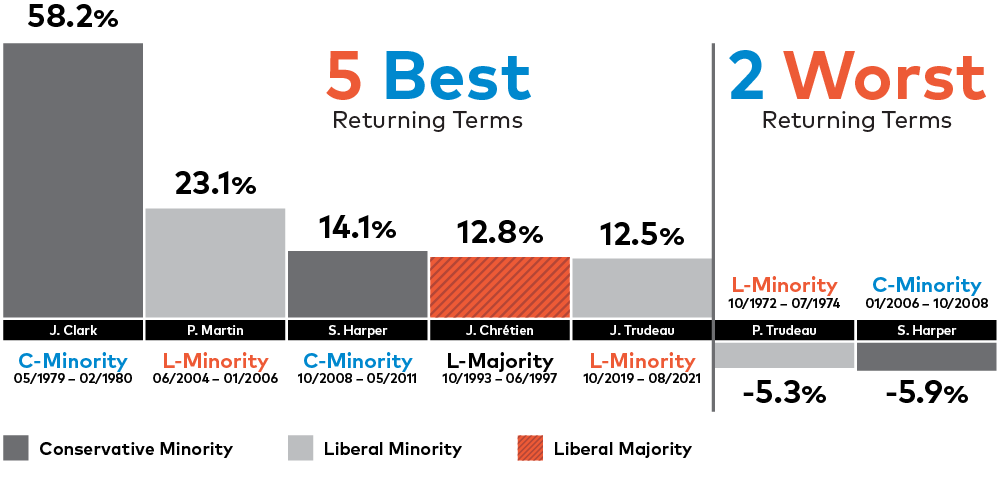 58.2%
5 Best
Returning Terms
23.1%
14.1%
12.8%
12.5%
J. Clark
P. Martin
S. Harper
J. Chrétien
J. Trudeau
C-Minority
05/1979 – 02/1980
L-Minority
06/2004 – 01/2006
C-Minority
10/2008 – 05/2011
L-Majority
10/1993 – 06/1997
L-Minority
10/2019 – 08/2021
2 Worst
Returning Terms
L-Minority
10/1972 – 07/1974
C-Minority
01/2006 – 10/2008
P. Trudeau
S. Harper
-5.3%
-5.9%
Conservative Minority
Liberal Minority
Liberal Majority